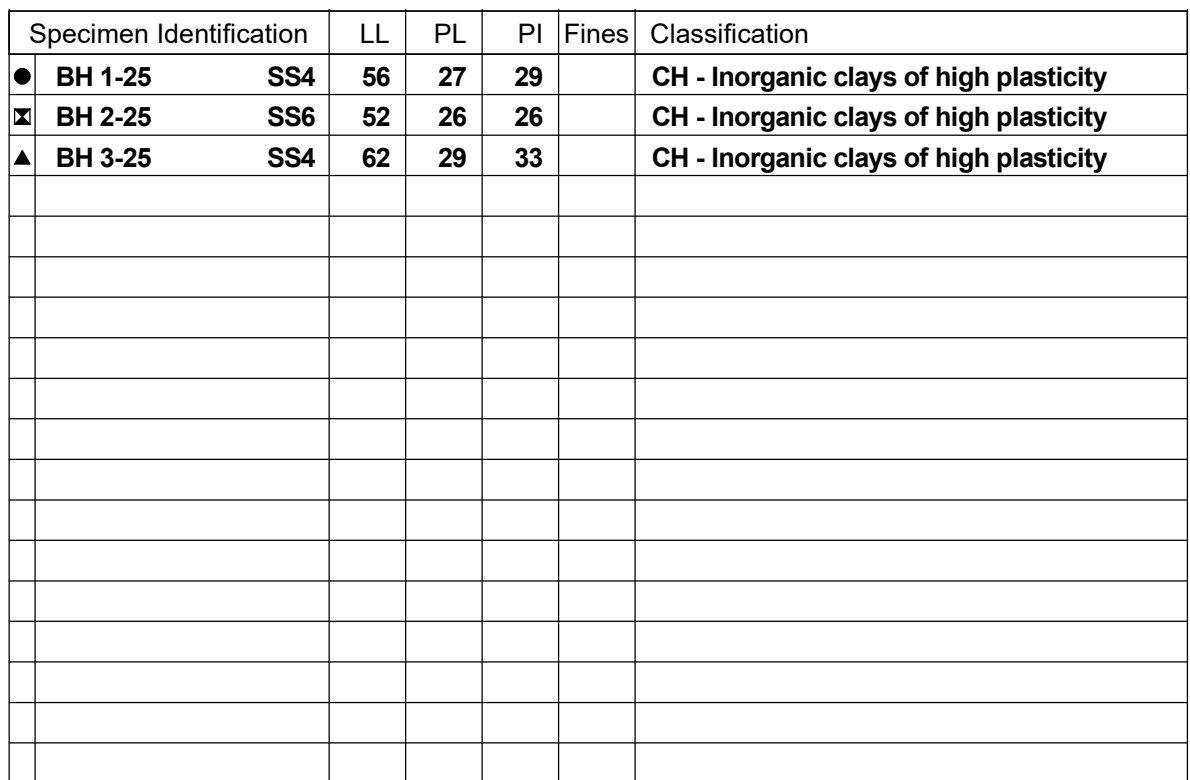 Specimen Identification LL PL PI Fines Classification
BH 1-25 SS4 56 27 29 CH - Inorganic clays of high plasticity
BH 2-25 SS6 52 26 26 CH - Inorganic clays of high plasticity
BH 3-25 SS4 62 29 33 CH - Inorganic clays of high plasticity